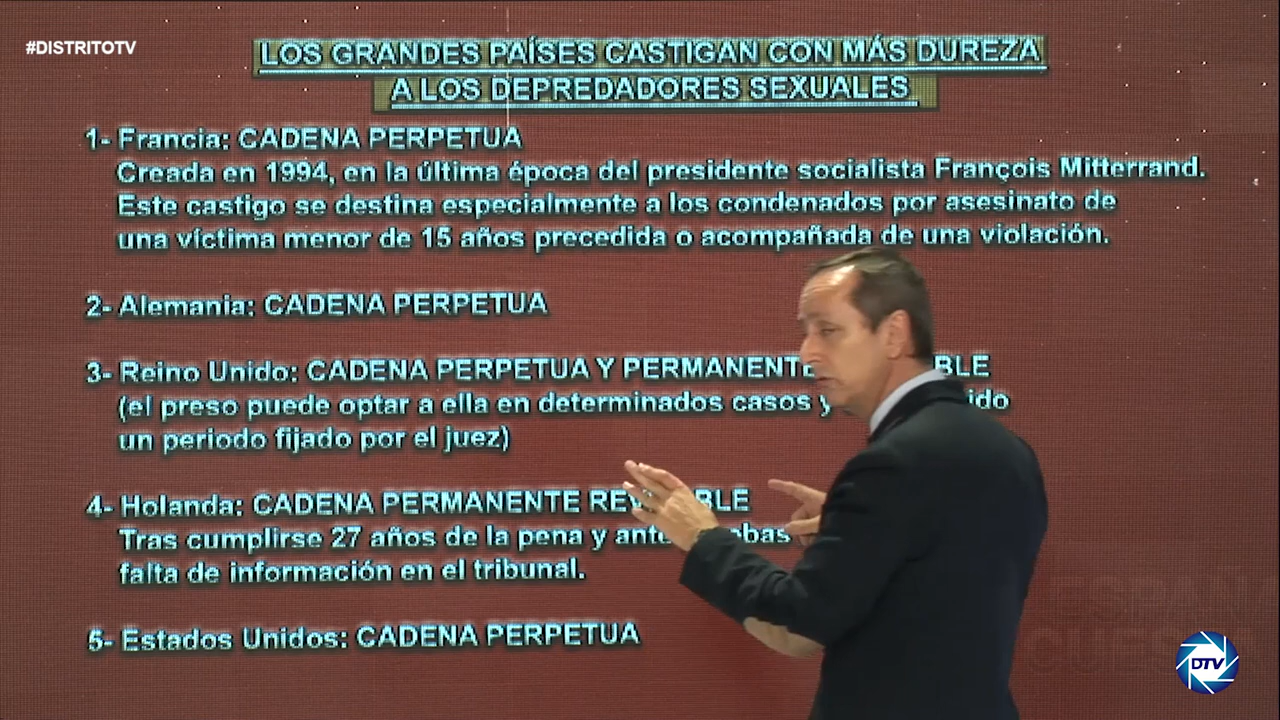 #DISTRITOTV
LOS GRANDES PAÍSES CASTIGAN CON MÁS DUREZA
A LOS DEPREDADORES SEXUALES
1- Francia: CADENA PERPETUA
Creada en 1994, en la última época del presidente socialista François Mitterrand.
Este castigo se destina especialmente a los condenados por asesinato de
una víctima menor de 15 años precedida o acompañada de una violación.
2- Alemania: CADENA PERPETUA
3- Reino Unido: CADENA PERPETUA Y PERMANENTE
(el preso puede optar a ella en determinados casos y
un periodo fijado por el juez)
4- Holanda: CADENA PERMANENTE
Tras cumplirse 27 años de la pena y
falta de información en el tribunal.
5- Estados Unidos: CADENA PERPETUA
ESPAÑA
DTV